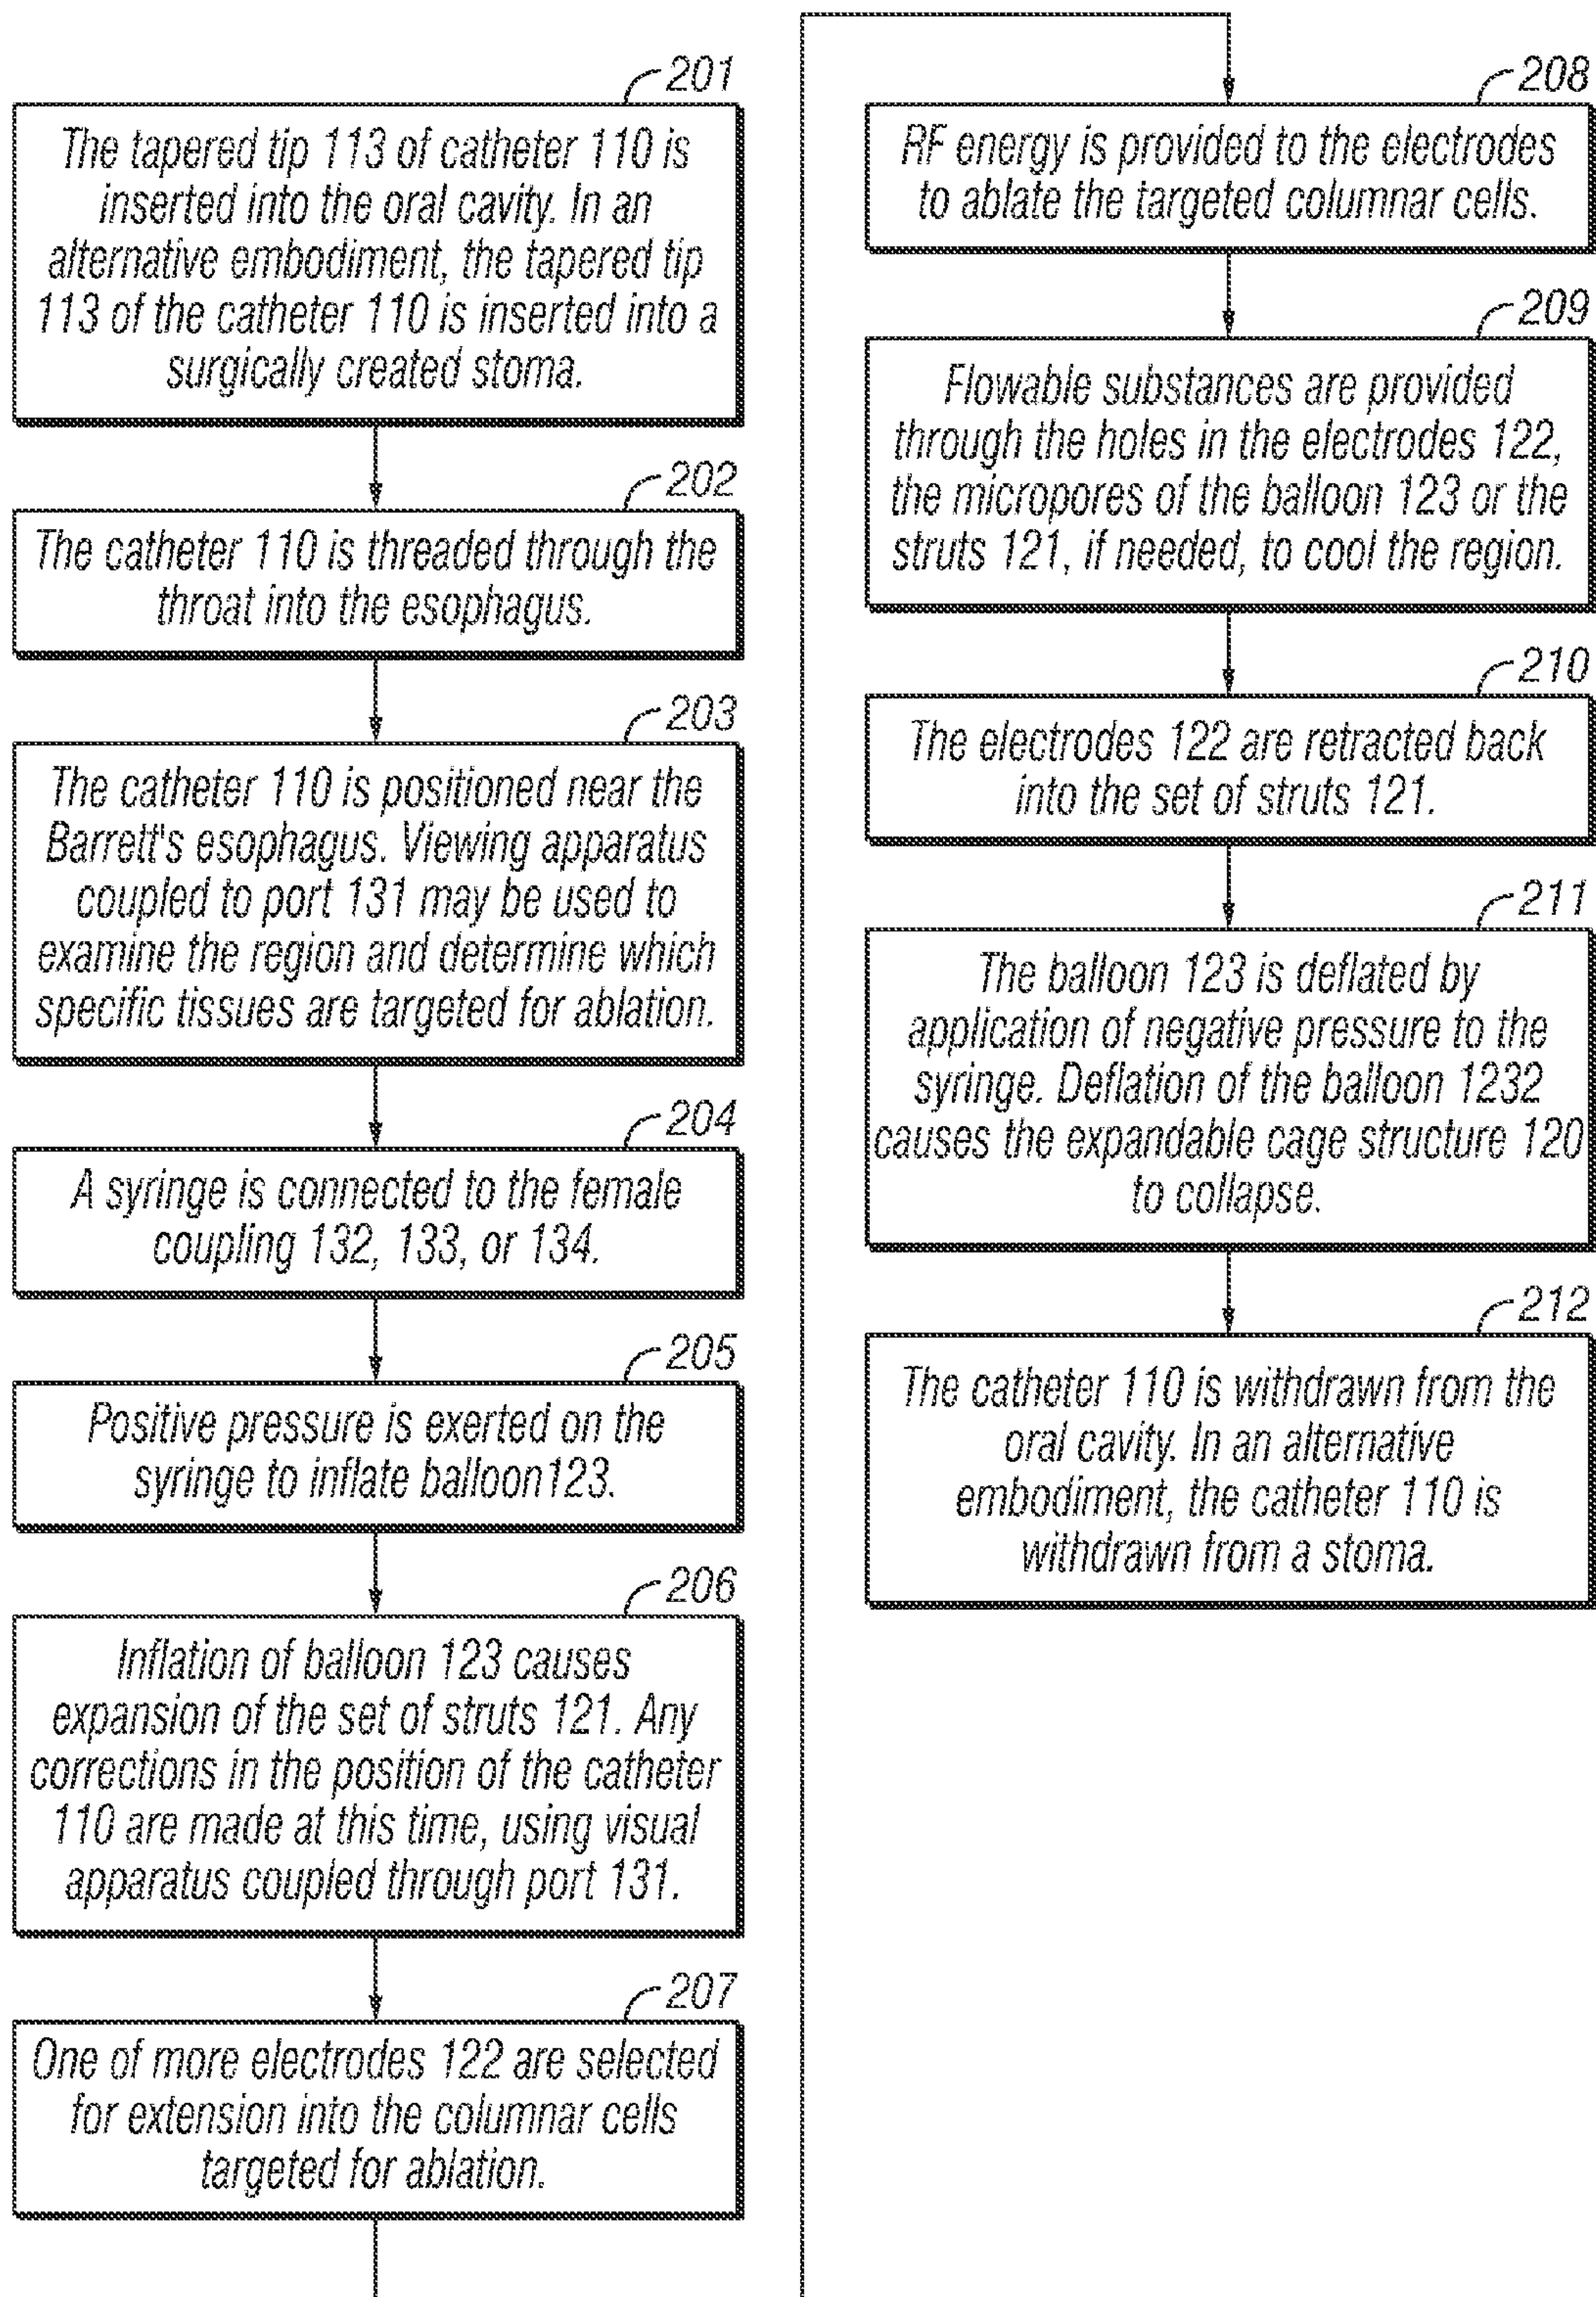 201
The tapered tip 113 of catheter 110 is
inserted into the oral cavity. In an
alternative embodiment, the tapered tip
113 of the catheter 110 is inserted into a
surgically created stoma.
202
The catheter 110 is threaded through the
throat into the esophagus.
203
The catheter 110 is positioned near the
Barrett's esophagus. Viewing apparatus
coupled to port 131 may be used to
examine the region and determine which
specific tissues are targeted for ablation.
204
A syringe is connected to the female
coupling 132, 133, or 134.
205
Positive pressure is exerted on the
syringe to inflate balloon123.
206
Inflation of balloon 123 causes
expansion of the set of struts 121. Any
corrections in the position of the catheter
110 are made at this time, using visual
apparatus coupled through port 131.
207
One of more electrodes 122 are selected
for extension into the columnar cells
targeted for ablation.
208
RF energy is provided to the electrodes
to ablate the targeted columnar cells.
209
Flowable substances are provided
through the holes in the electrodes 122,
the micropores of the balloon 123 or the
struts 121, if needed, to cool the region.
210
The electrodes 122 are retracted back
into the set of struts 121.
211
The balloon 123 is deflated by
application of negative pressure to the
syringe. Deflation of the balloon 1232
causes the expandable cage structure 120
to collapse.
212
The catheter 110 is withdrawn from the
oral cavity. In an alternative
embodiment, the catheter 110 is
withdrawn from a stoma.